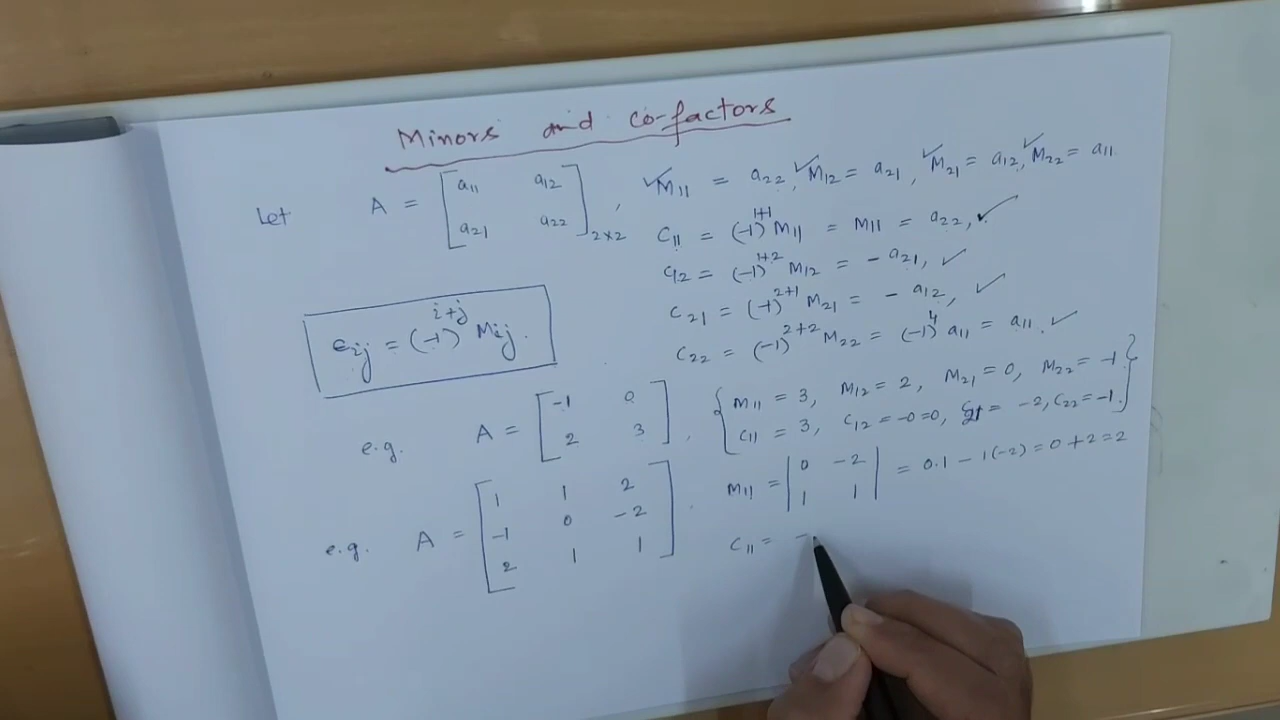 Minors and co-factors
Let A = [a11 a12
a21 a22]2×2, M11 = a22, M12 = a21, M21 = a12, M22 = a11
C11 = (-1)^1+1 M11 = M11 = a22,
C12 = (-1)^1+2 M12 = - a21,
C21 = (-1)^2+1 M21 = - a12,
C22 = (-1)^2+2 M22 = (-1)^4 a11 = a11.
Cij = (-1)^i+j Mij.
e.g. A = [-1 0
2 3], {M11 = 3, M12 = 2, M21 = 0, M22 = -1
C11 = 3, C12 = -0=0, C21 = -2, C22 = -1.}
e.g. A = [1 1 2
-1 0 -2
2 1 1].
M11 = |0 -2
1 1| = 0.1 - 1(-2) = 0 + 2 = 2
C11 = -